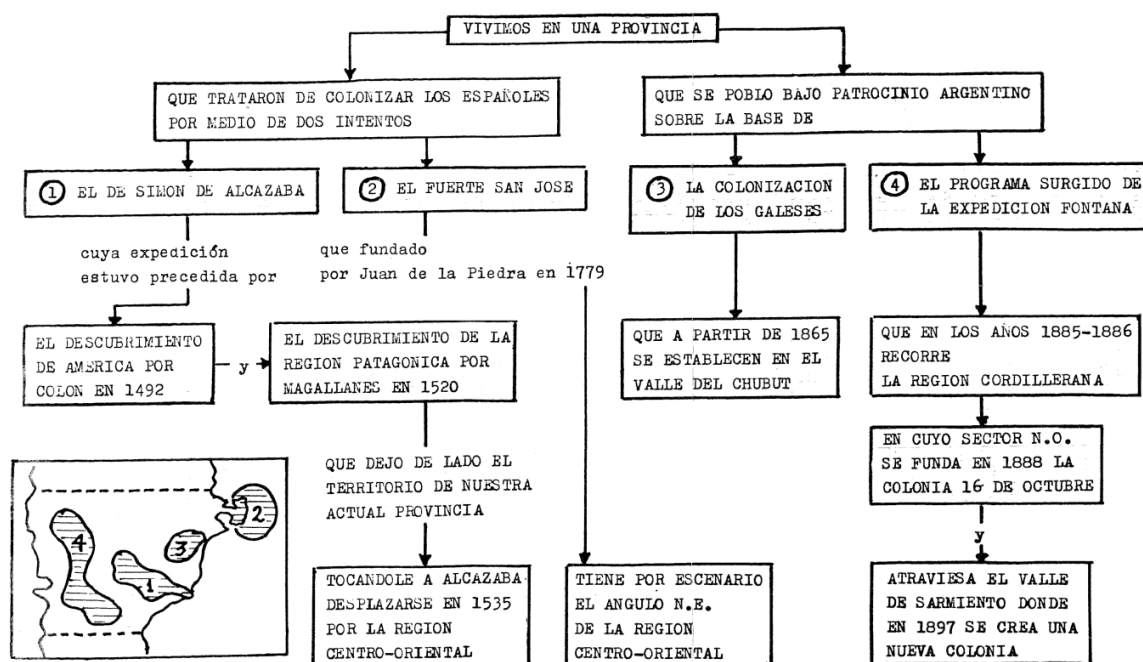 VIVIMOS EN UNA PROVINCIA
QUE TRATARON DE COLONIZAR LOS ESPAÑOLES
POR MEDIO DE DOS INTENTOS
QUE SE POBLO BAJO PATROCINIO ARGENTINO
SOBRE LA BASE DE
1 EL DE SIMON DE ALCAZABA
2 EL FUERTE SAN JOSE
3 LA COLONIZACION
DE LOS GALESES
4 EL PROGRAMA SURGIDO DE
LA EXPEDICION FONTANA
cuya expedición
estuvo precedida por
que fundado
por Juan de la Piedra en 1779
EL DESCUBRIMIENTO
DE AMERICA POR
COLON EN 1492
y
EL DESCUBRIMIENTO DE LA
REGION PATAGONICA POR
MAGALLANES EN 1520
QUE A PARTIR DE 1865
SE ESTABLECEN EN EL
VALLE DEL CHUBUT
QUE EN LOS AÑOS 1885-1886
RECORRE
LA REGION CORDILLERANA
QUE DEJO DE LADO EL
TERRITORIO DE NUESTRA
ACTUAL PROVINCIA
EN CUYO SECTOR N.O.
SE FUNDA EN 1888 LA
COLONIA 16 DE OCTUBRE
y
4
3
2
1
TOCANDOLE A ALCAZABA
DESPLAZARSE EN 1535
POR LA REGION
CENTRO-ORIENTAL
TIENE POR ESCENARIO
EL ANGULO N.E.
DE LA REGION
CENTRO-ORIENTAL
ATRAVIESA EL VALLE
DE SARMIENTO DONDE
EN 1897 SE CREA UNA
NUEVA COLONIA